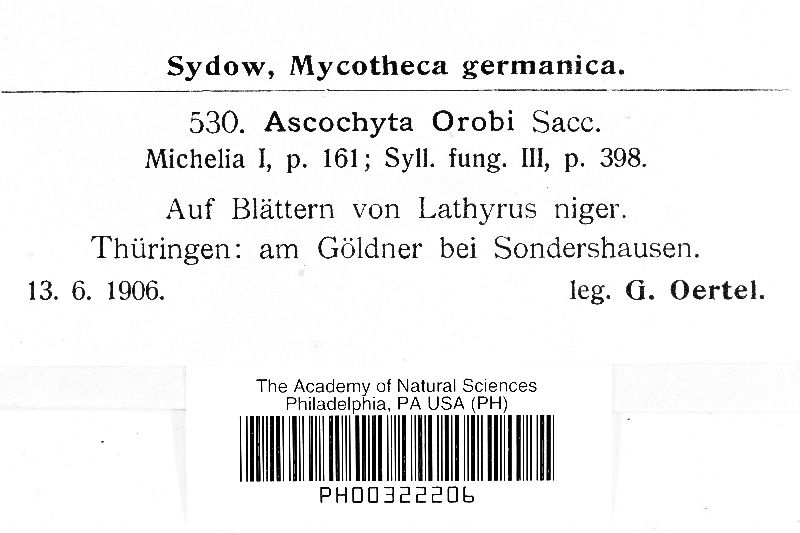 Sydow, Mycotheca germanica.
530. Ascochyta Orobi Sacc.
Michelia I, p. 161; Syll. fung. III, p. 398.
Auf Blättern von Lathyrus niger.
Thüringen: am Göldner bei Sondershausen.
13. 6. 1906. leg. G. Oertel.
The Academy of Natural Sciences
Philadelphia, PA USA (PH)
PH00322206